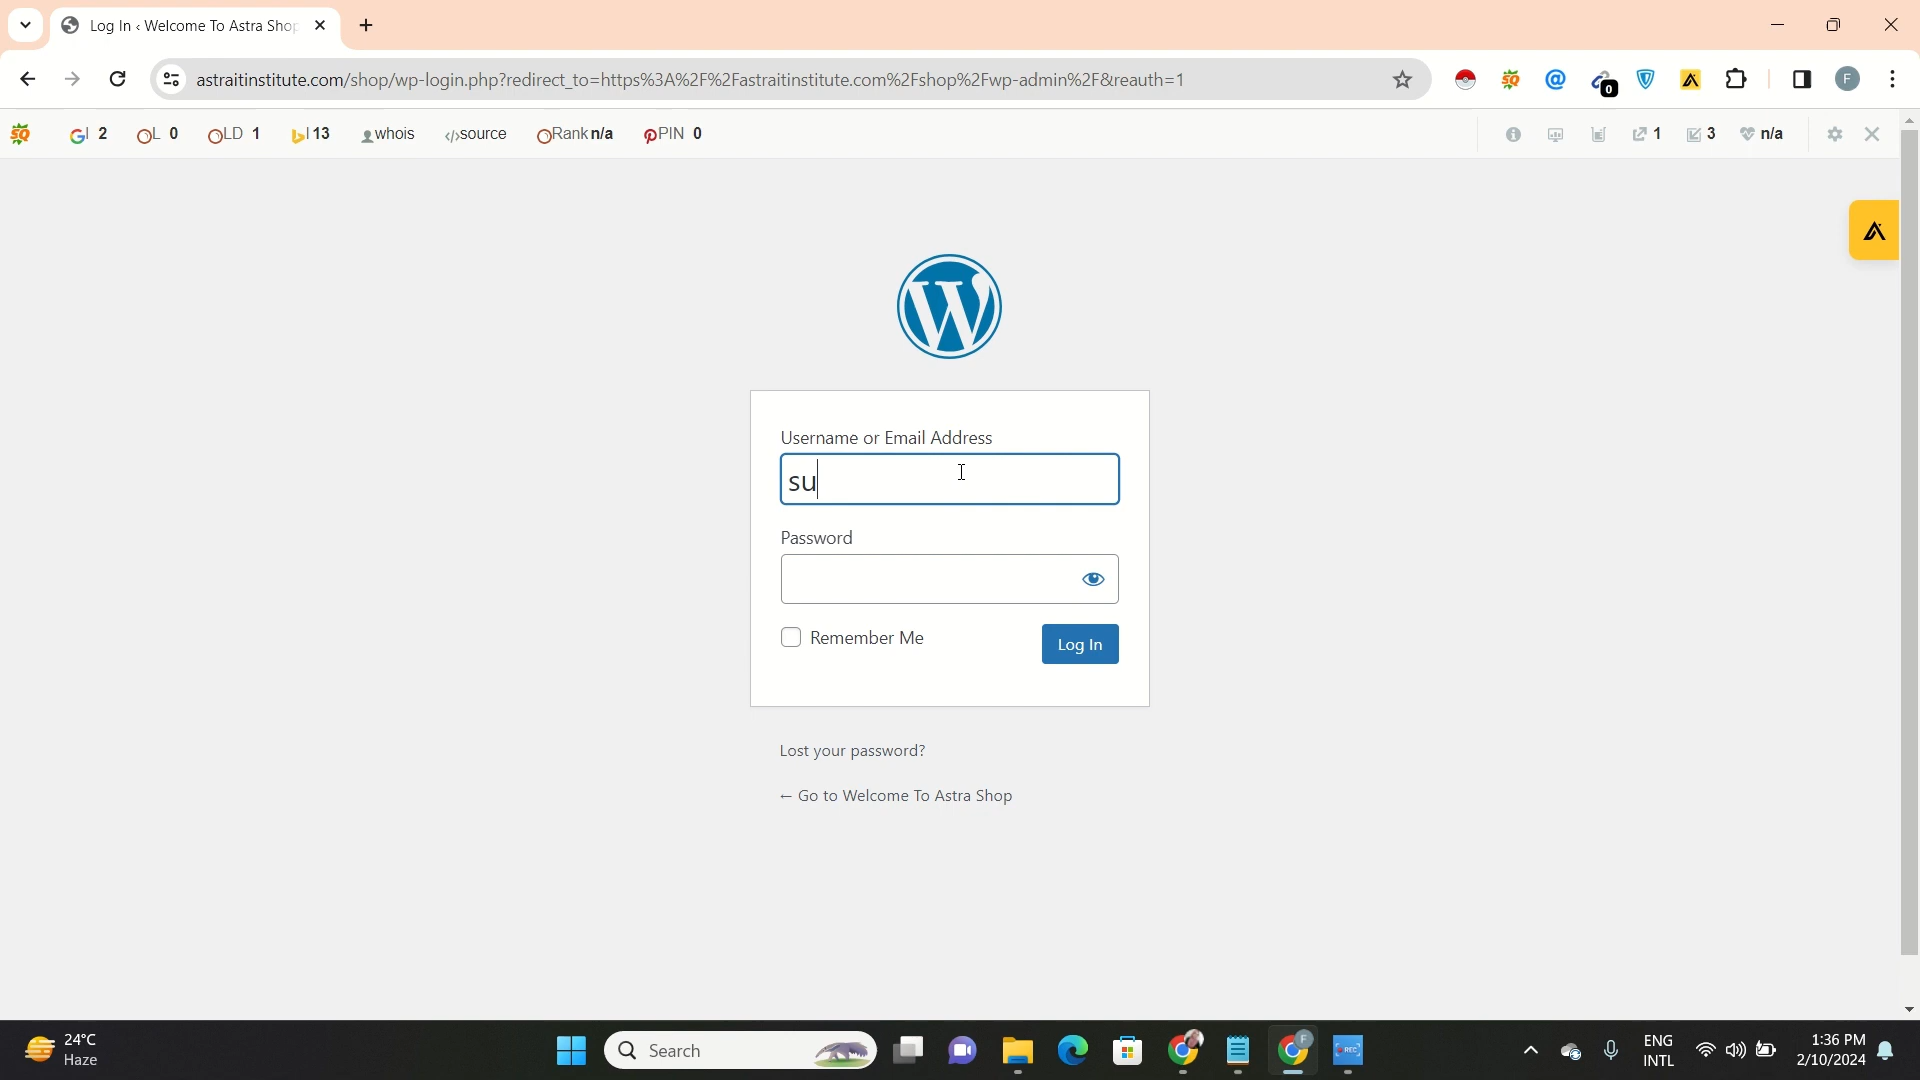 Log In ‹ Welcome To Astra Shop
astraitinstitute.com/shop/wp-login.php?redirect_to=https%3A%2F%2Fastraitinstitute.com%2Fshop%2Fwp-admin%2F&reauth=1
0
F
SQ
I 2
L 0
LD 1
I 13
whois
</>source
Rank n/a
PIN 0
1
3
n/a
Username or Email Address
su
Password
Remember Me
Log In
Lost your password?
← Go to Welcome To Astra Shop
24°C
Haze
Search
F
REC
ENG
INTL
1:36 PM
2/10/2024